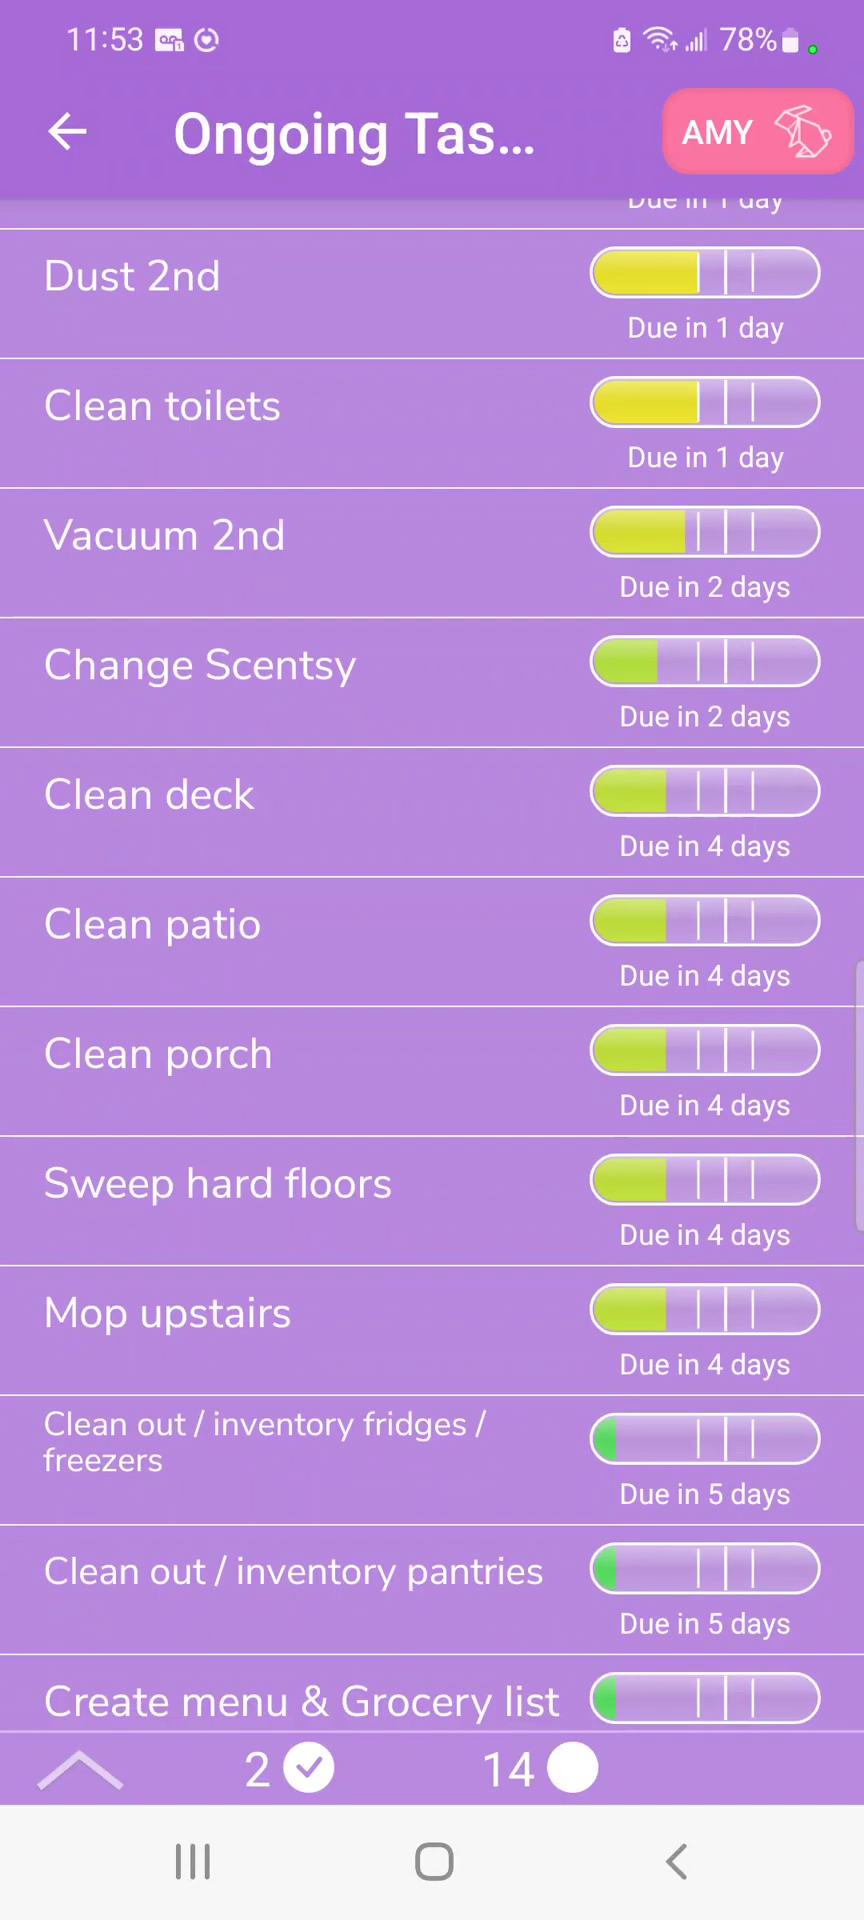 11:53
78%
Ongoing Tas...
AMY
Due in 1 day
Dust 2nd
Due in 1 day
Clean toilets
Due in 1 day
Vacuum 2nd
Due in 2 days
Change Scentsy
Due in 2 days
Clean deck
Due in 4 days
Clean patio
Due in 4 days
Clean porch
Due in 4 days
Sweep hard floors
Due in 4 days
Mop upstairs
Due in 4 days
Clean out / inventory fridges /
freezers
Due in 5 days
Clean out / inventory pantries
Due in 5 days
Create menu & Grocery list
2
14